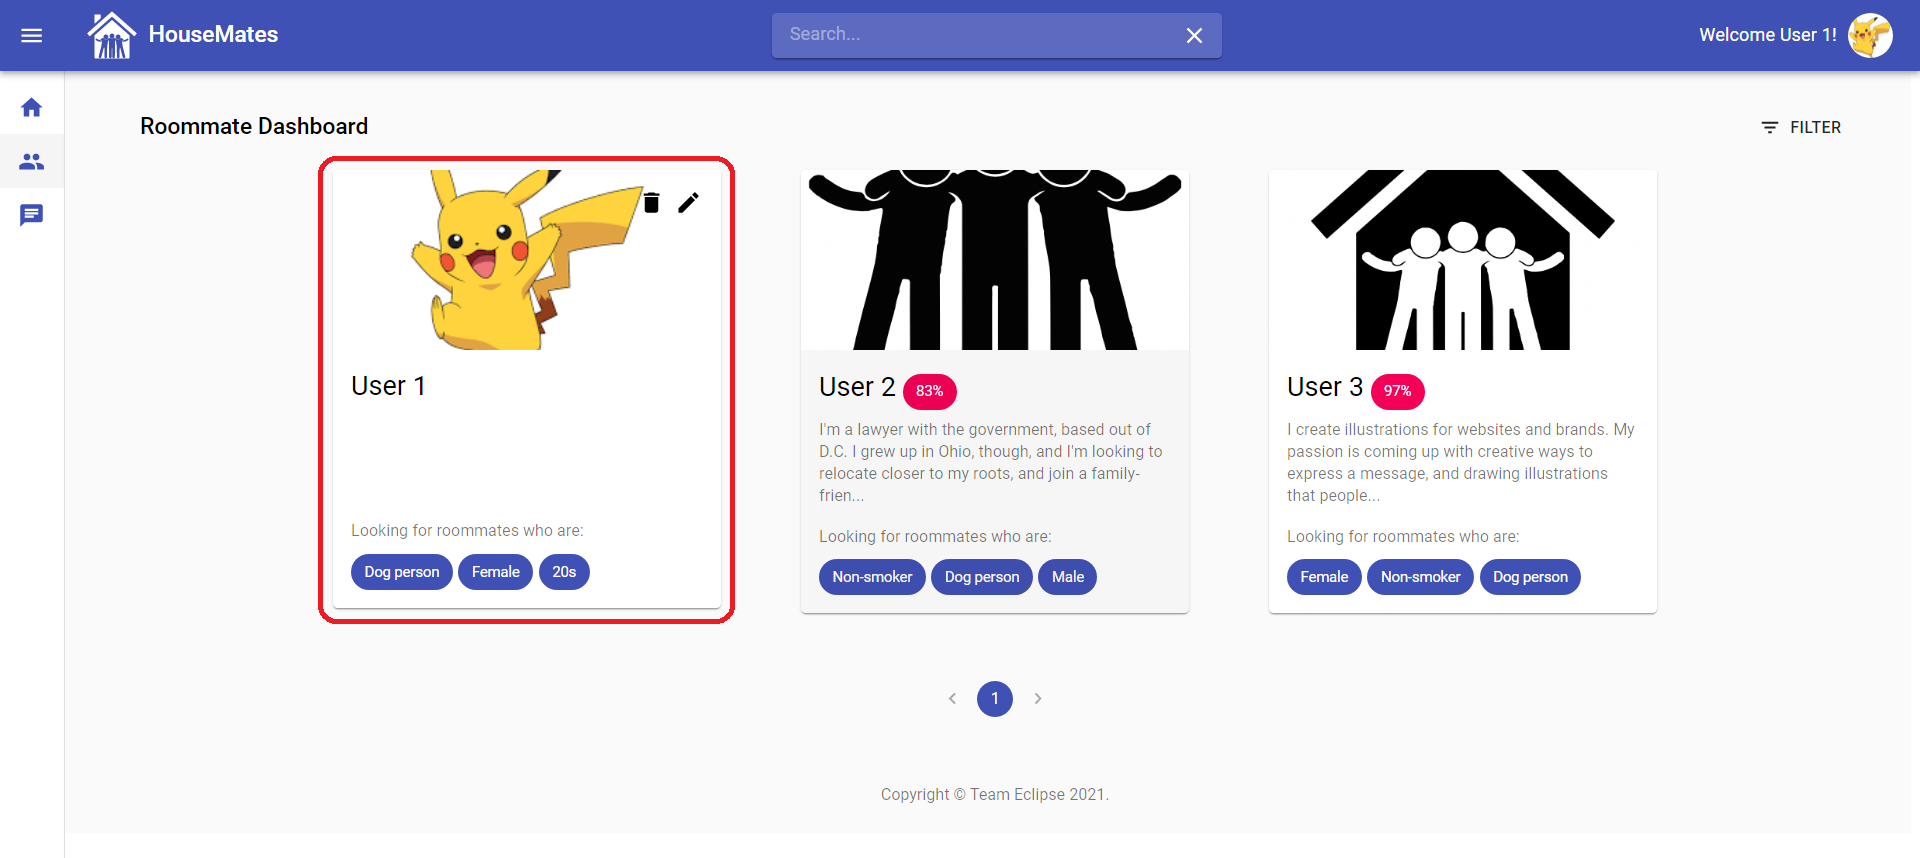 HouseMates
Search...
Welcome User 1!
Roommate Dashboard
FILTER
User 1
Looking for roommates who are:
Dog person Female 20s
User 2 83%
I'm a lawyer with the government, based out of
D.C. I grew up in Ohio, though, and I'm looking to
relocate closer to my roots, and join a family-
frien...
Looking for roommates who are:
Non-smoker Dog person Male
User 3 97%
I create illustrations for websites and brands. My
passion is coming up with creative ways to
express a message, and drawing illustrations
that people...
Looking for roommates who are:
Female Non-smoker Dog person
1
Copyright © Team Eclipse 2021.